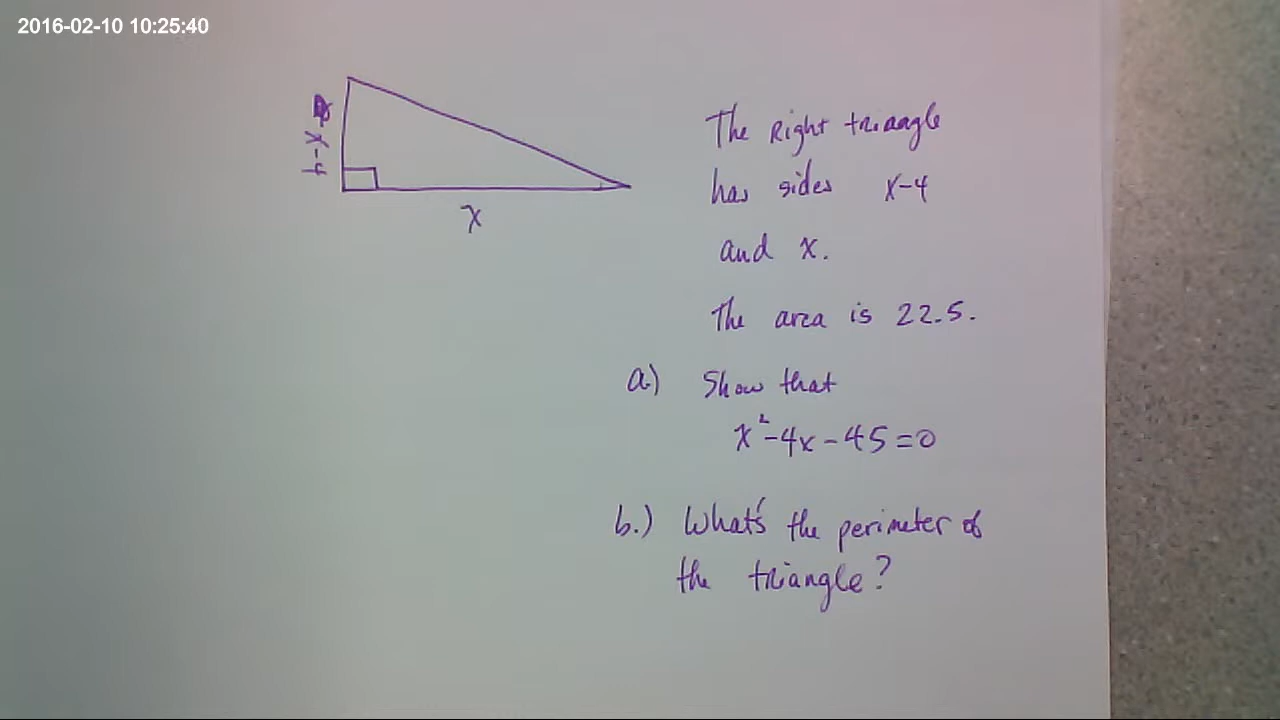 2016-02-10 10:25:40
x-4
x
The Right triangle
has sides x-4
and x.
The area is 22.5.
a) Show that
x²-4x-45=0
b.) What's the perimeter of
the triangle?